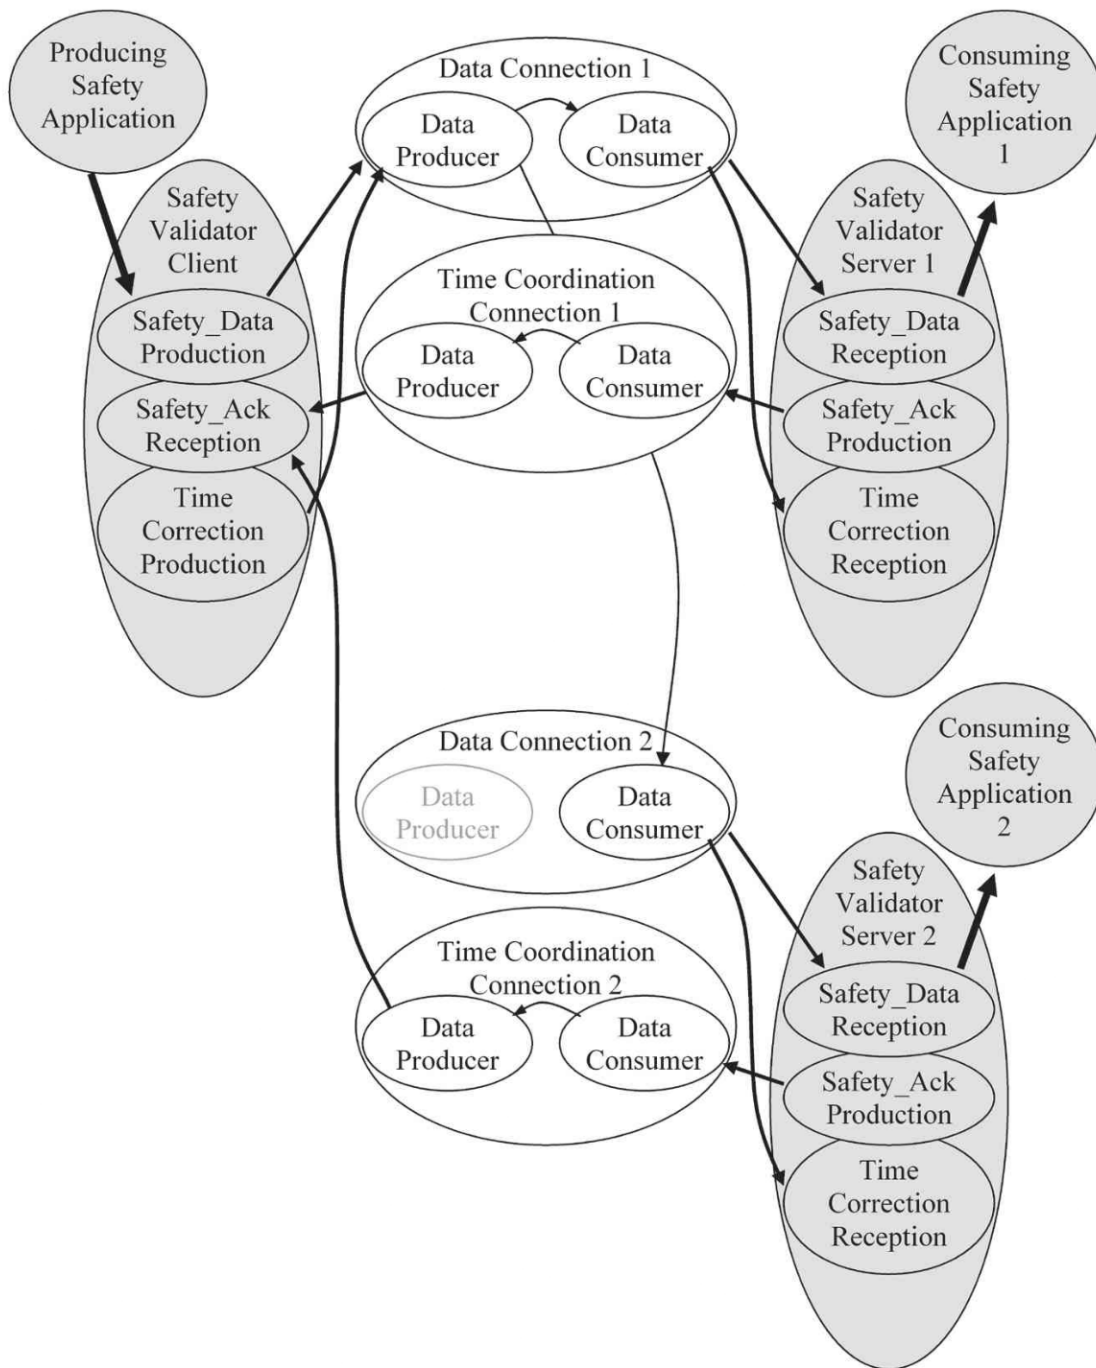 Producing
Safety
Application
Data Connection 1
Data
Producer
Data
Consumer
Consuming
Safety
Application
1
Safety
Validator
Client
Safety_Data
Production
Safety_Ack
Reception
Time
Correction
Production
Time Coordination
Connection 1
Data
Producer
Data
Consumer
Safety
Validator
Server 1
Safety_Data
Reception
Safety_Ack
Production
Time
Correction
Reception
Data Connection 2
Data
Producer
Data
Consumer
Consuming
Safety
Application
2
Time Coordination
Connection 2
Data
Producer
Data
Consumer
Safety
Validator
Server 2
Safety_Data
Reception
Safety_Ack
Production
Time
Correction
Reception